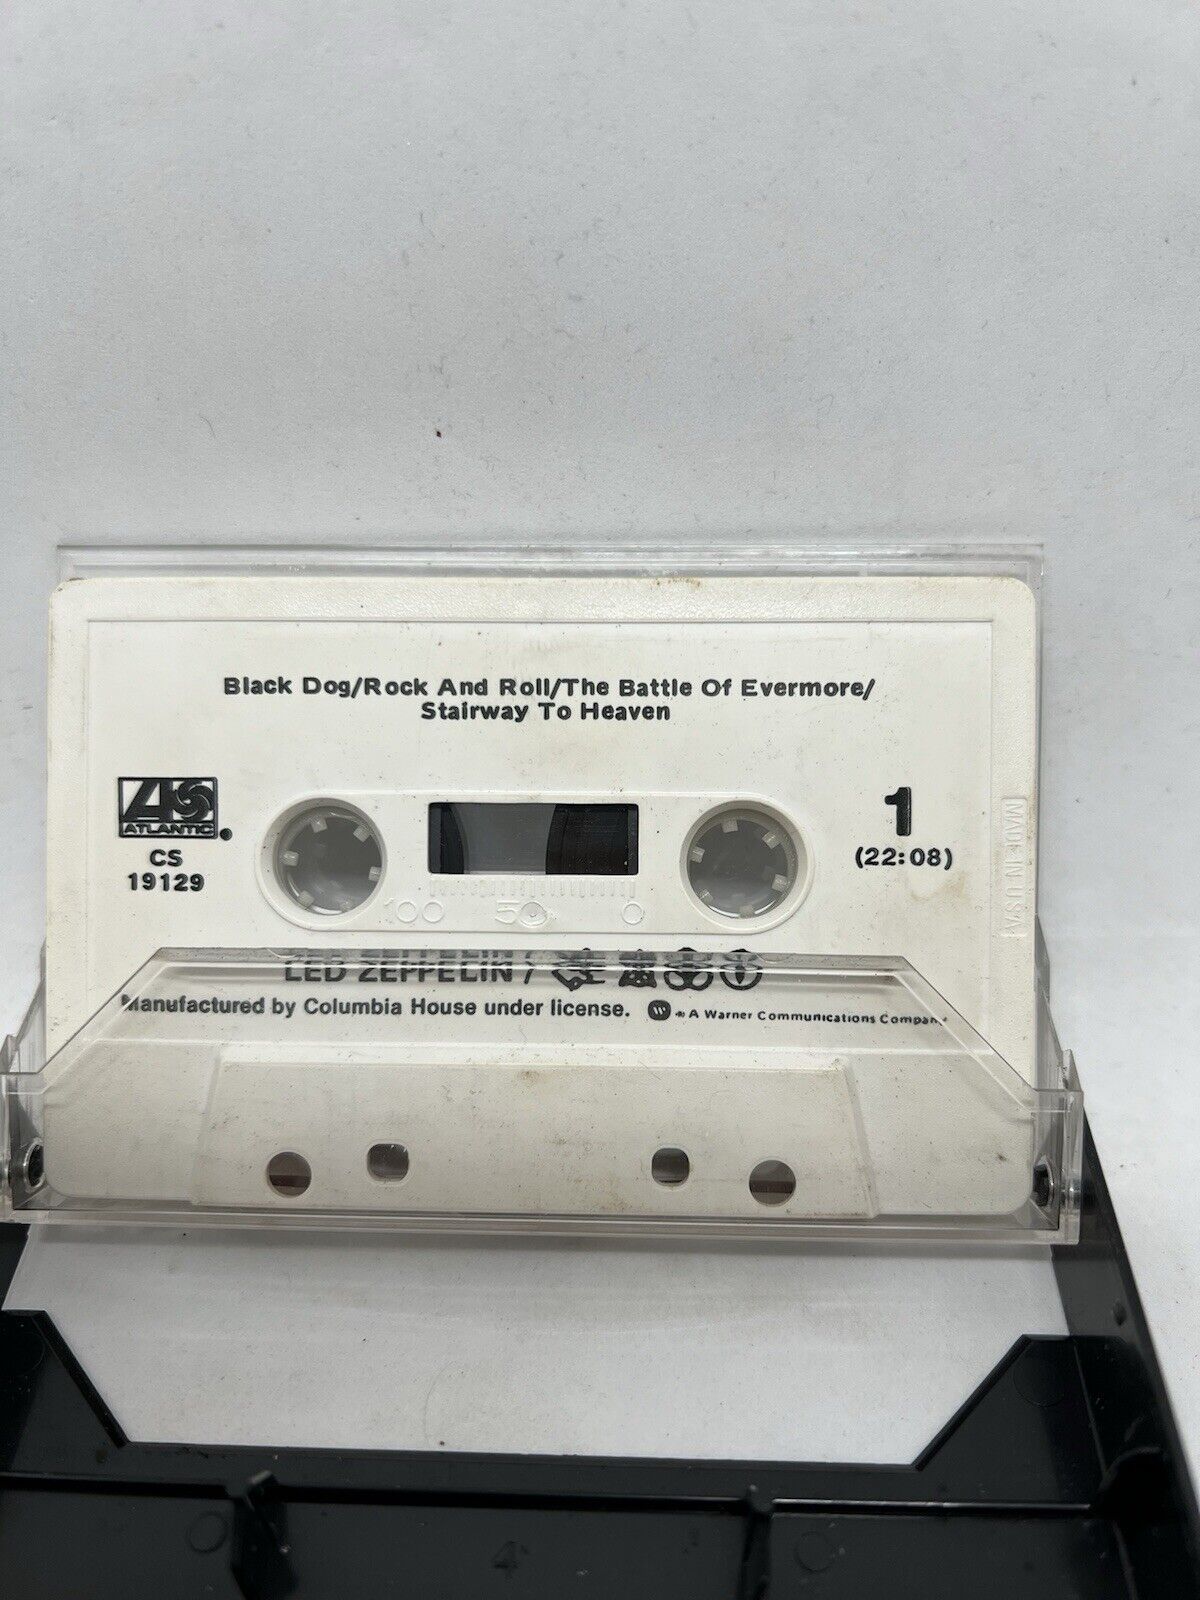 Black Dog/Rock And Roll/The Battle Of Evermore/
Stairway To Heaven
ATLANTIC
CS
19129
1
(22:08)
MADE IN U.S.A.
100 50 0
LED ZEPPELIN /
Manufactured by Columbia House under license. A Warner Communications Company
4